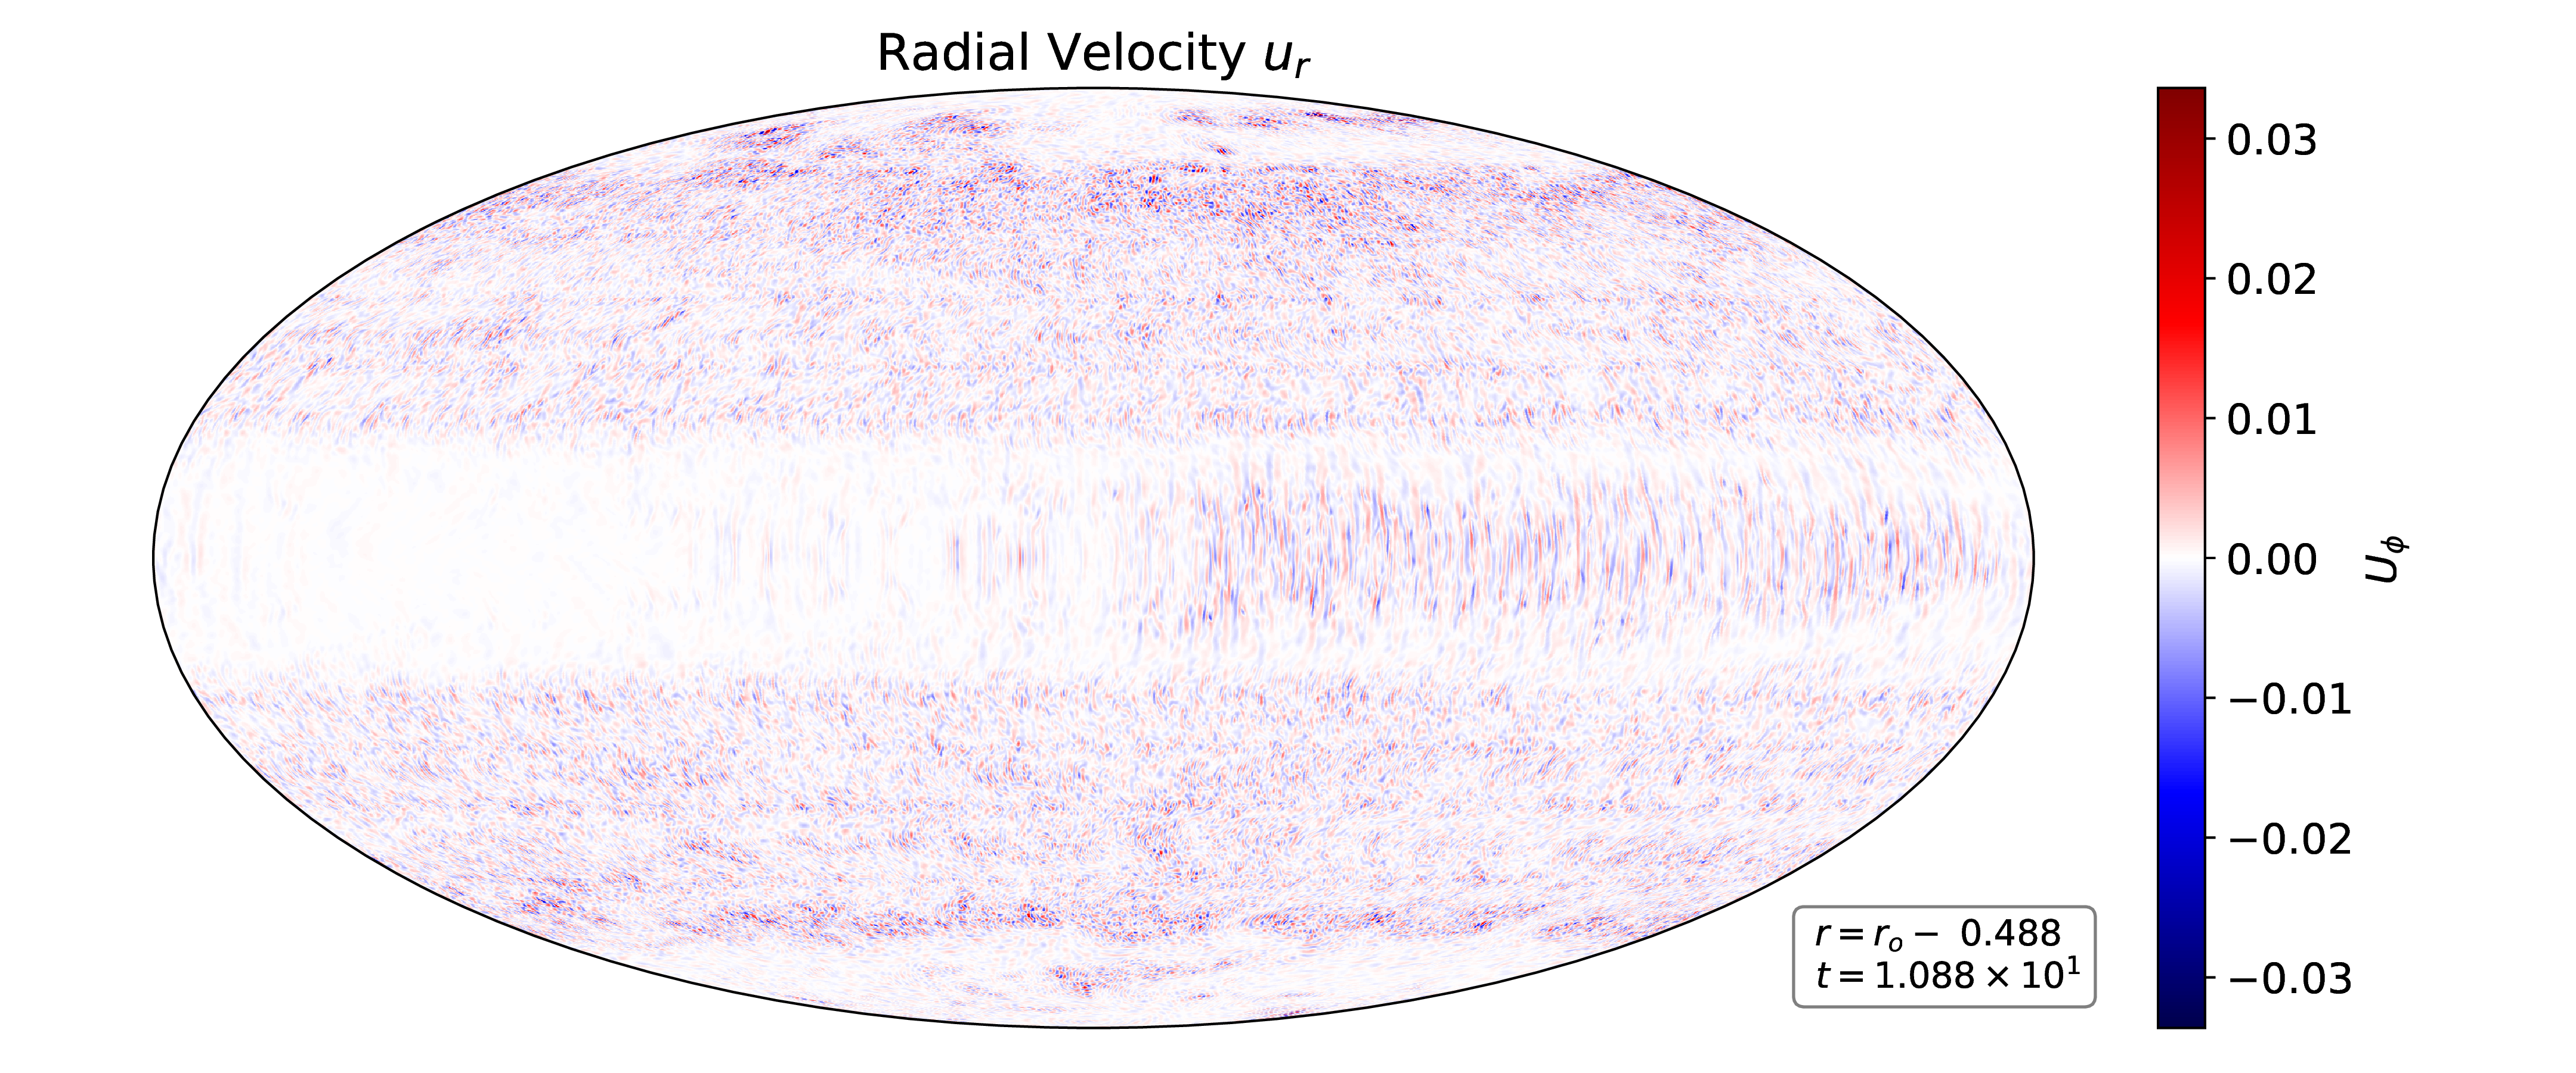 Radial Velocity $u_r$
0.03
0.02
0.01
0.00
−0.01
−0.02
−0.03
$U_\phi$
$r = r_o -$ 0.488
$t = 1.088 \times 10^1$